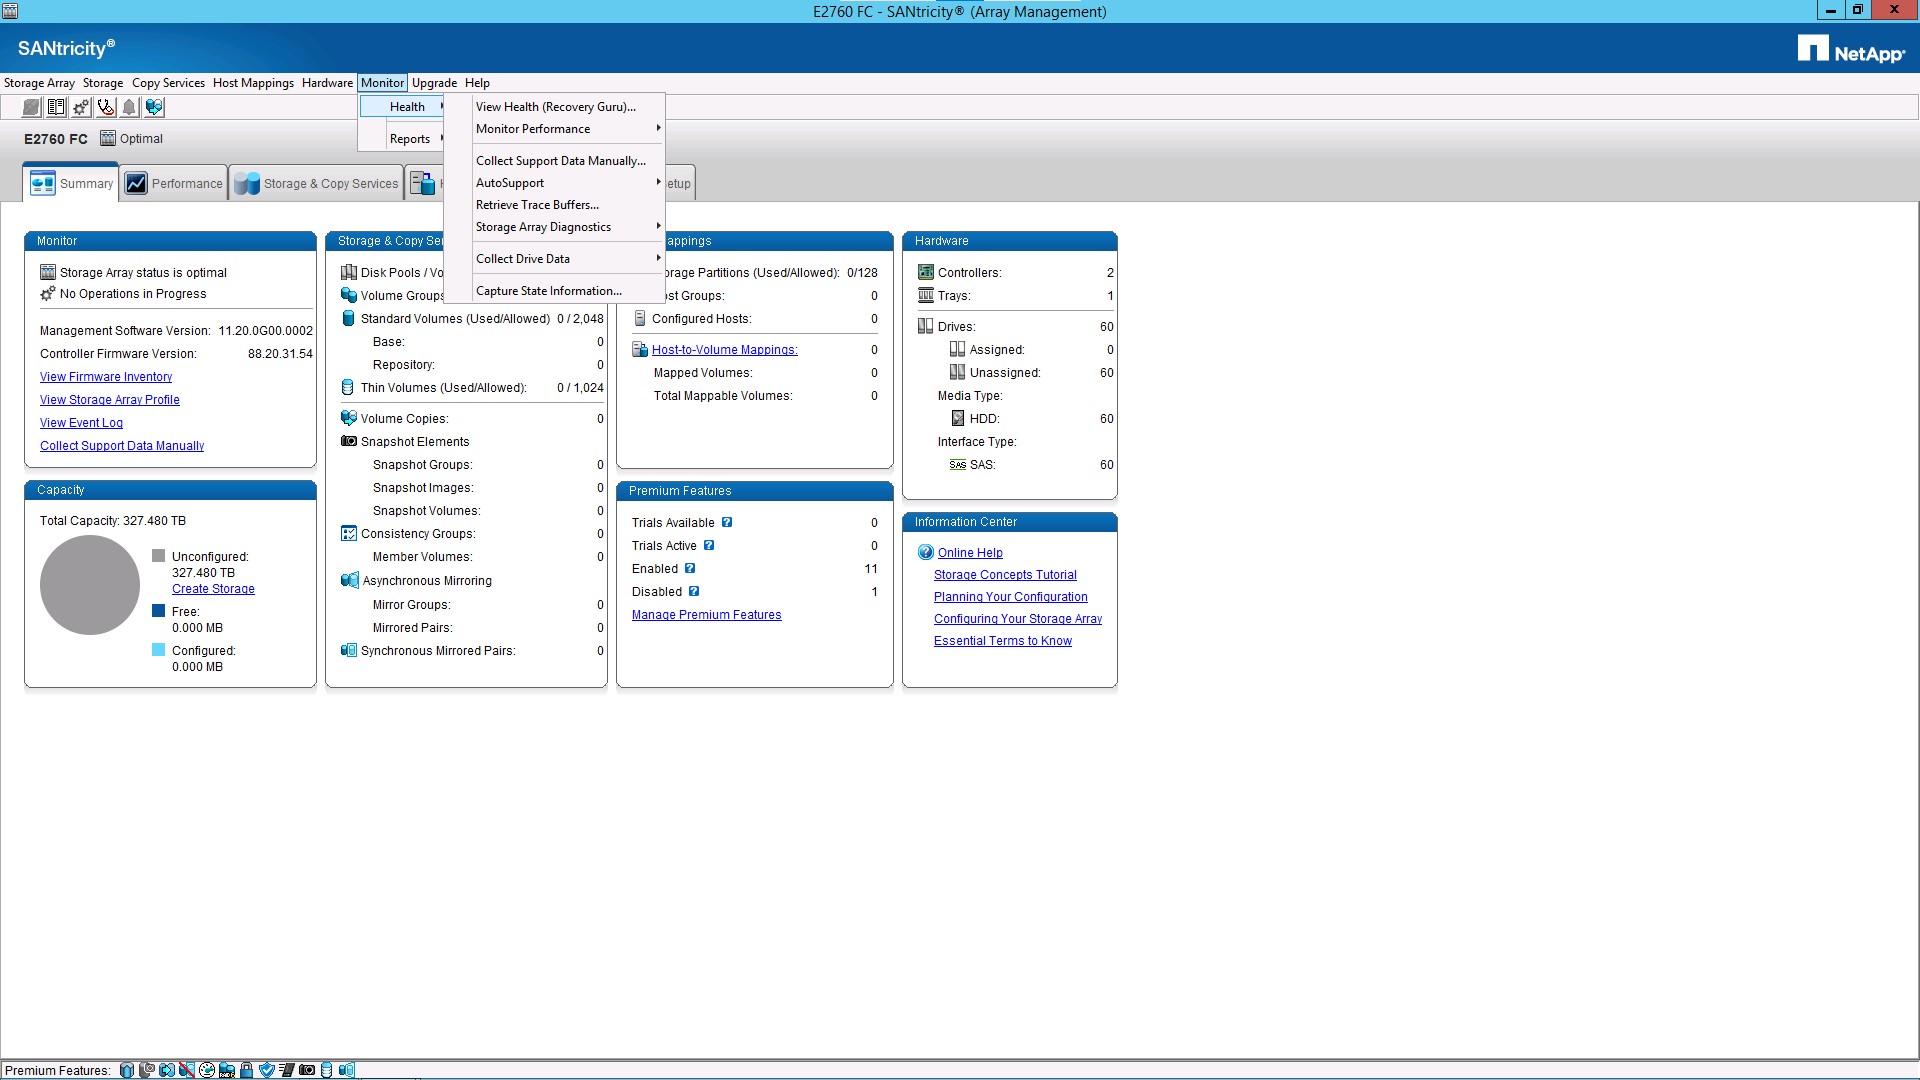 E2760 FC - SANtricity® (Array Management)
SANtricity®
NetApp®
Storage Array Storage Copy Services Host Mappings Hardware Monitor Upgrade Help
Health
Reports
View Health (Recovery Guru)...
Monitor Performance
Collect Support Data Manually...
AutoSupport
Retrieve Trace Buffers...
Storage Array Diagnostics
Collect Drive Data
Capture State Information...
E2760 FC Optimal
Summary Performance Storage & Copy Services
Monitor
Storage Array status is optimal
No Operations in Progress
Management Software Version: 11.20.0G00.0002
Controller Firmware Version: 88.20.31.54
View Firmware Inventory
View Storage Array Profile
View Event Log
Collect Support Data Manually
Capacity
Total Capacity: 327.480 TB
Unconfigured:
327.480 TB
Create Storage
Free:
0.000 MB
Configured:
0.000 MB
Storage & Copy
Disk Pools /
Volume Groups
Standard Volumes (Used/Allowed) 0 / 2,048
Base: 0
Repository: 0
Thin Volumes (Used/Allowed): 0 / 1,024
Volume Copies: 0
Snapshot Elements
Snapshot Groups: 0
Snapshot Images: 0
Snapshot Volumes: 0
Consistency Groups: 0
Member Volumes: 0
Asynchronous Mirroring
Mirror Groups: 0
Mirrored Pairs: 0
Synchronous Mirrored Pairs: 0
appings
Partitions (Used/Allowed): 0/128
Groups: 0
Configured Hosts: 0
Host-to-Volume Mappings: 0
Mapped Volumes: 0
Total Mappable Volumes: 0
Premium Features
Trials Available ? 0
Trials Active ? 0
Enabled ? 11
Disabled ? 1
Manage Premium Features
Hardware
Controllers: 2
Trays: 1
Drives: 60
Assigned: 0
Unassigned: 60
Media Type:
HDD: 60
Interface Type:
SAS SAS: 60
Information Center
Online Help
Storage Concepts Tutorial
Planning Your Configuration
Configuring Your Storage Array
Essential Terms to Know
Premium Features: